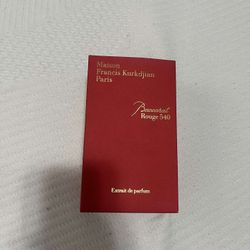 Maison
Francis Kurkdjian
Paris
Baccarat
Rouge 540
Extrait de parfum